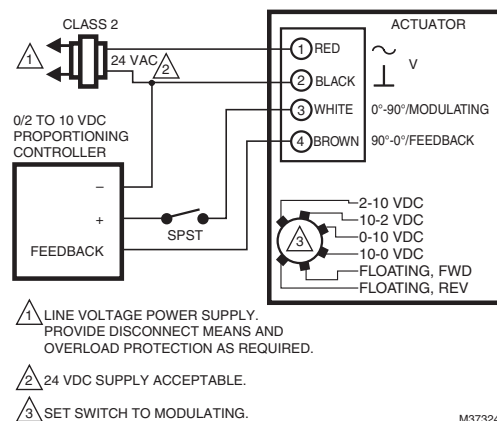 CLASS 2
ACTUATOR
1
24 VAC
2
1 RED
V
2 BLACK
3 WHITE 0°-90°/MODULATING
4 BROWN 90°-0°/FEEDBACK
0/2 TO 10 VDC
PROPORTIONING
CONTROLLER
–
+
FEEDBACK
SPST
3
2-10 VDC
10-2 VDC
0-10 VDC
10-0 VDC
FLOATING, FWD
FLOATING, REV
1 LINE VOLTAGE POWER SUPPLY.
PROVIDE DISCONNECT MEANS AND
OVERLOAD PROTECTION AS REQUIRED.
2 24 VDC SUPPLY ACCEPTABLE.
3 SET SWITCH TO MODULATING.
M37324